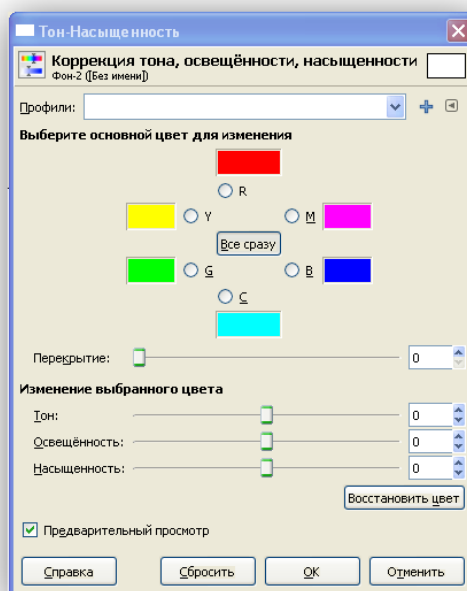 Тон-Насыщенность
Коррекция тона, освещённости, насыщенности
Фон-2 ([Без имени])
Профили:
Выберите основной цвет для изменения
R
Y M
Все сразу
G B
C
Перекрытие: 0
Изменение выбранного цвета
Тон: 0
Освещённость: 0
Насыщенность: 0
Восстановить цвет
Предварительный просмотр
Справка Сбросить OK Отменить